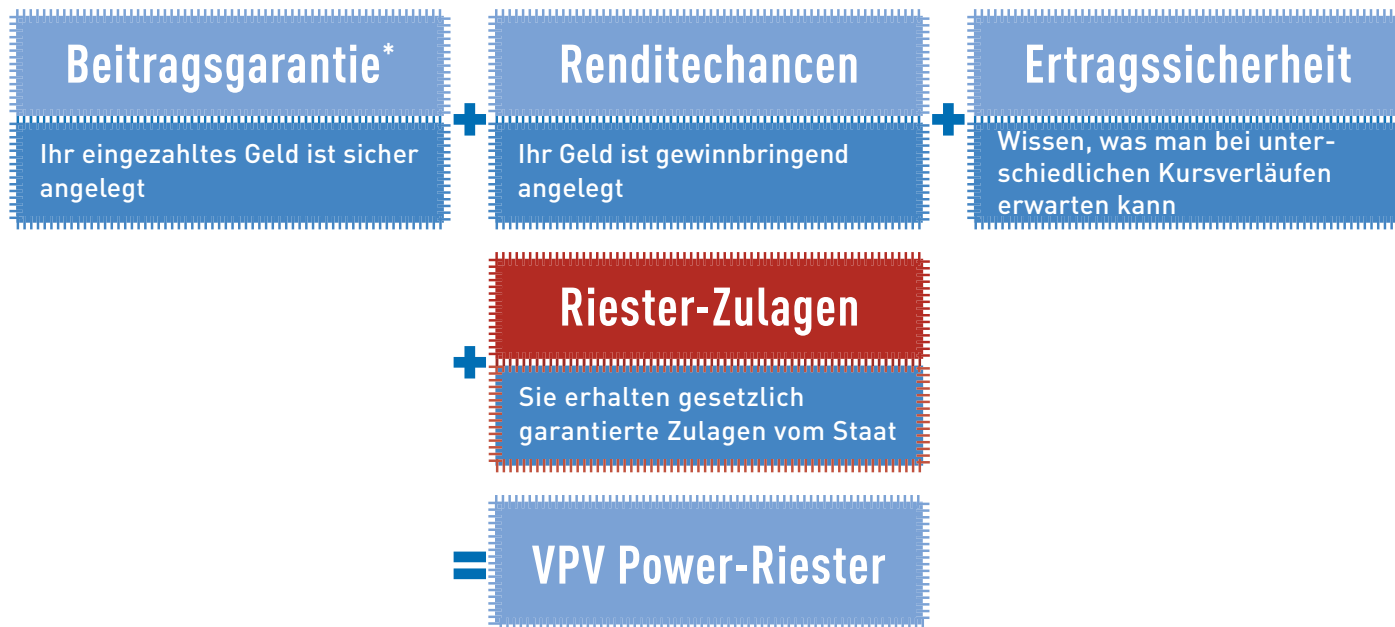 Beitragsgarantie*
Ihr eingezahltes Geld ist sicher
angelegt
+
Renditechancen
Ihr Geld ist gewinnbringend
angelegt
+
Ertragssicherheit
Wissen, was man bei unter-
schiedlichen Kursverläufen
erwarten kann
+
Riester-Zulagen
Sie erhalten gesetzlich
garantierte Zulagen vom Staat
=
VPV Power-Riester